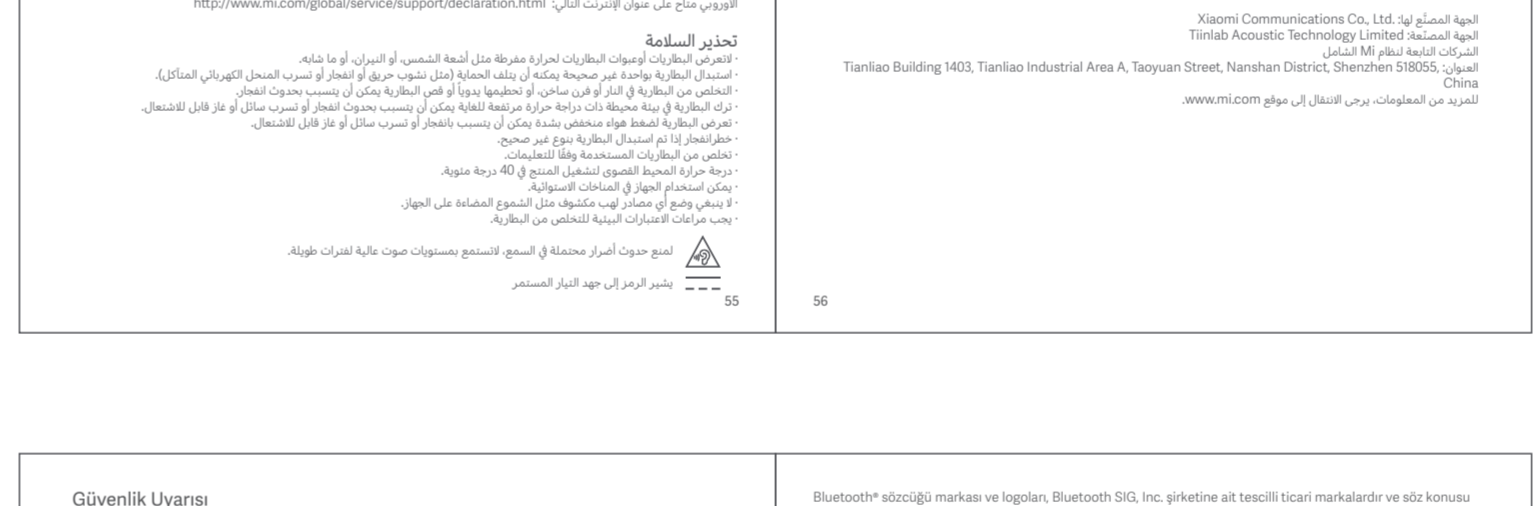 الأوروبي متاح على عنوان الإنترنت التالي: http://www.mi.com/global/service/support/declaration.html
تحذير السلامة
· لاتعرض البطاريات أوعبوات البطاريات لحرارة مفرطة مثل أشعة الشمس، أو النيران، أو ما شابه.
· استبدال البطارية بواحدة غير صحيحة يمكنه أن يتلف الحماية (مثل نشوب حريق أو انفجار أو تسرب المنحل الكهربائي المتأكل).
· التخلص من البطارية في النار أو فرن ساخن، أو تحطيمها يدوياً أو قص البطارية يمكن أن يتسبب بحدوث انفجار.
· ترك البطارية في بيئة محيطة ذات دراجة حرارة مرتفعة للغاية يمكن أن يتسبب بحدوث انفجار أو تسرب سائل أو غاز قابل للاشتعال.
· تعرض البطارية لضغط هواء منخفض بشدة يمكن أن يتسبب بانفجار أو تسرب سائل أو غاز قابل للاشتعال.
· خطرانفجار إذا تم استبدال البطارية بنوع غير صحيح.
· تخلص من البطاريات المستخدمة وفقًا للتعليمات.
· درجة حرارة المحيط القصوى لتشغيل المنتج في 40 درجة مئوية.
· يمكن استخدام الجهاز في المناخات الاستوائية.
· لا ينبغي وضع أي مصادر لهب مكشوف مثل الشموع المضاءة على الجهاز.
· يجب مراعات الاعتبارات البيئية للتخلص من البطارية.
لمنع حدوث أضرار محتملة في السمع، لاتستمع بمستويات صوت عالية لفترات طويلة.
يشير الرمز إلى جهد التيار المستمر
55
الجهة المصنَّع لها: Xiaomi Communications Co., Ltd.
الجهة المصنّعة: Tiinlab Acoustic Technology Limited
الشركات التابعة لنظام Mi الشامل
العنوان: Tianliao Building 1403, Tianliao Industrial Area A, Taoyuan Street, Nanshan District, Shenzhen 518055,
China
للمزيد من المعلومات، يرجى الانتقال إلى موقع www.mi.com.
56
Güvenlik Uyarısı
Bluetooth® sözcüğü markası ve logoları, Bluetooth SIG, Inc. şirketine ait tescilli ticari markalardır ve söz konusu